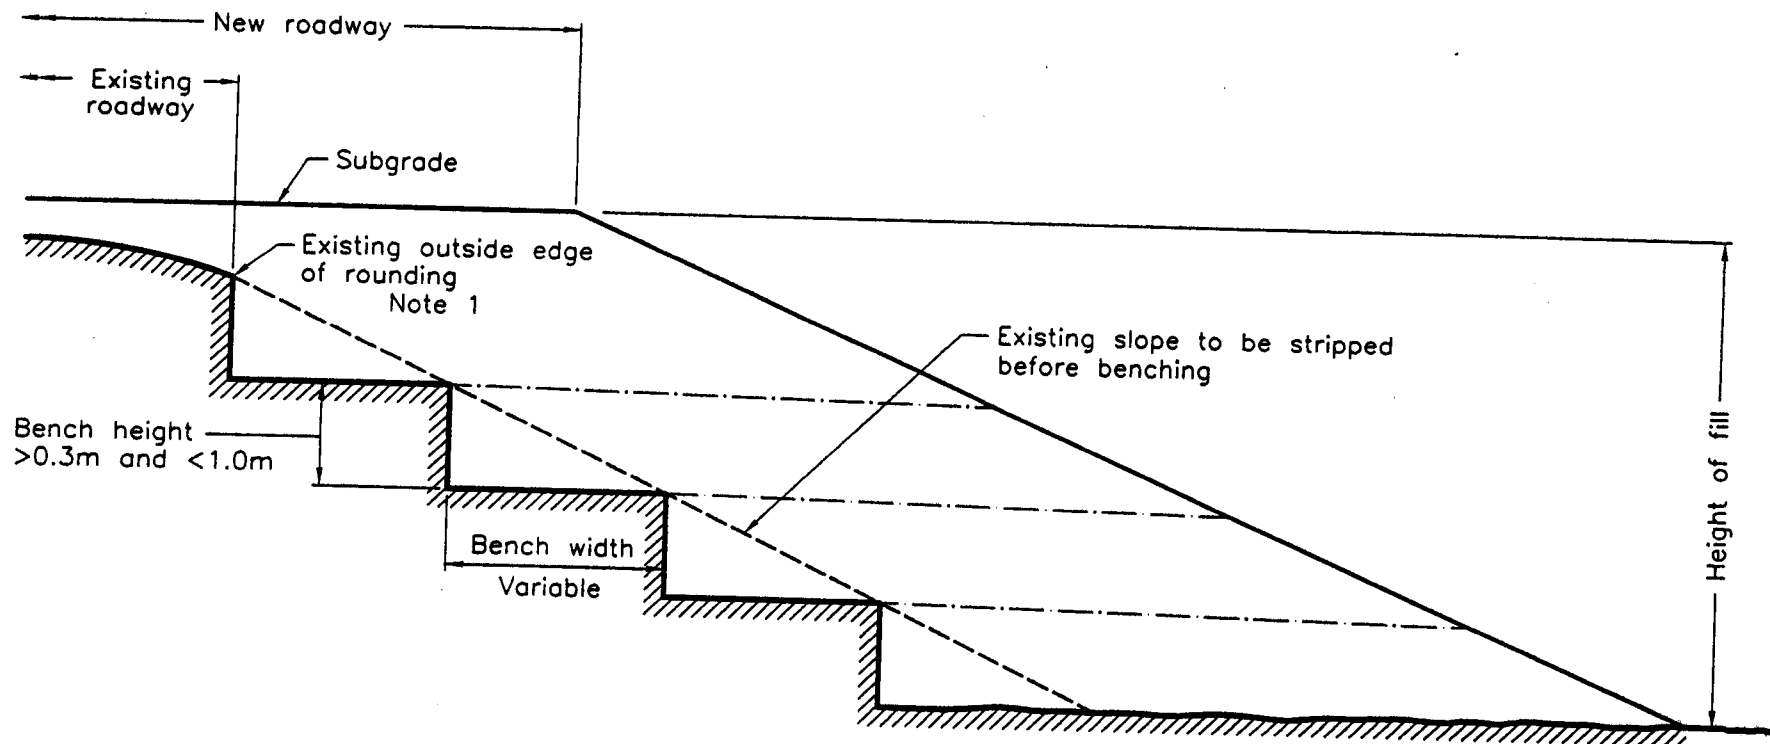 New roadway
Existing
roadway
Subgrade
Existing outside edge
of rounding
Note 1
Existing slope to be stripped
before benching
Bench height
>0.3m and <1.0m
Bench width
Variable
Height of fill